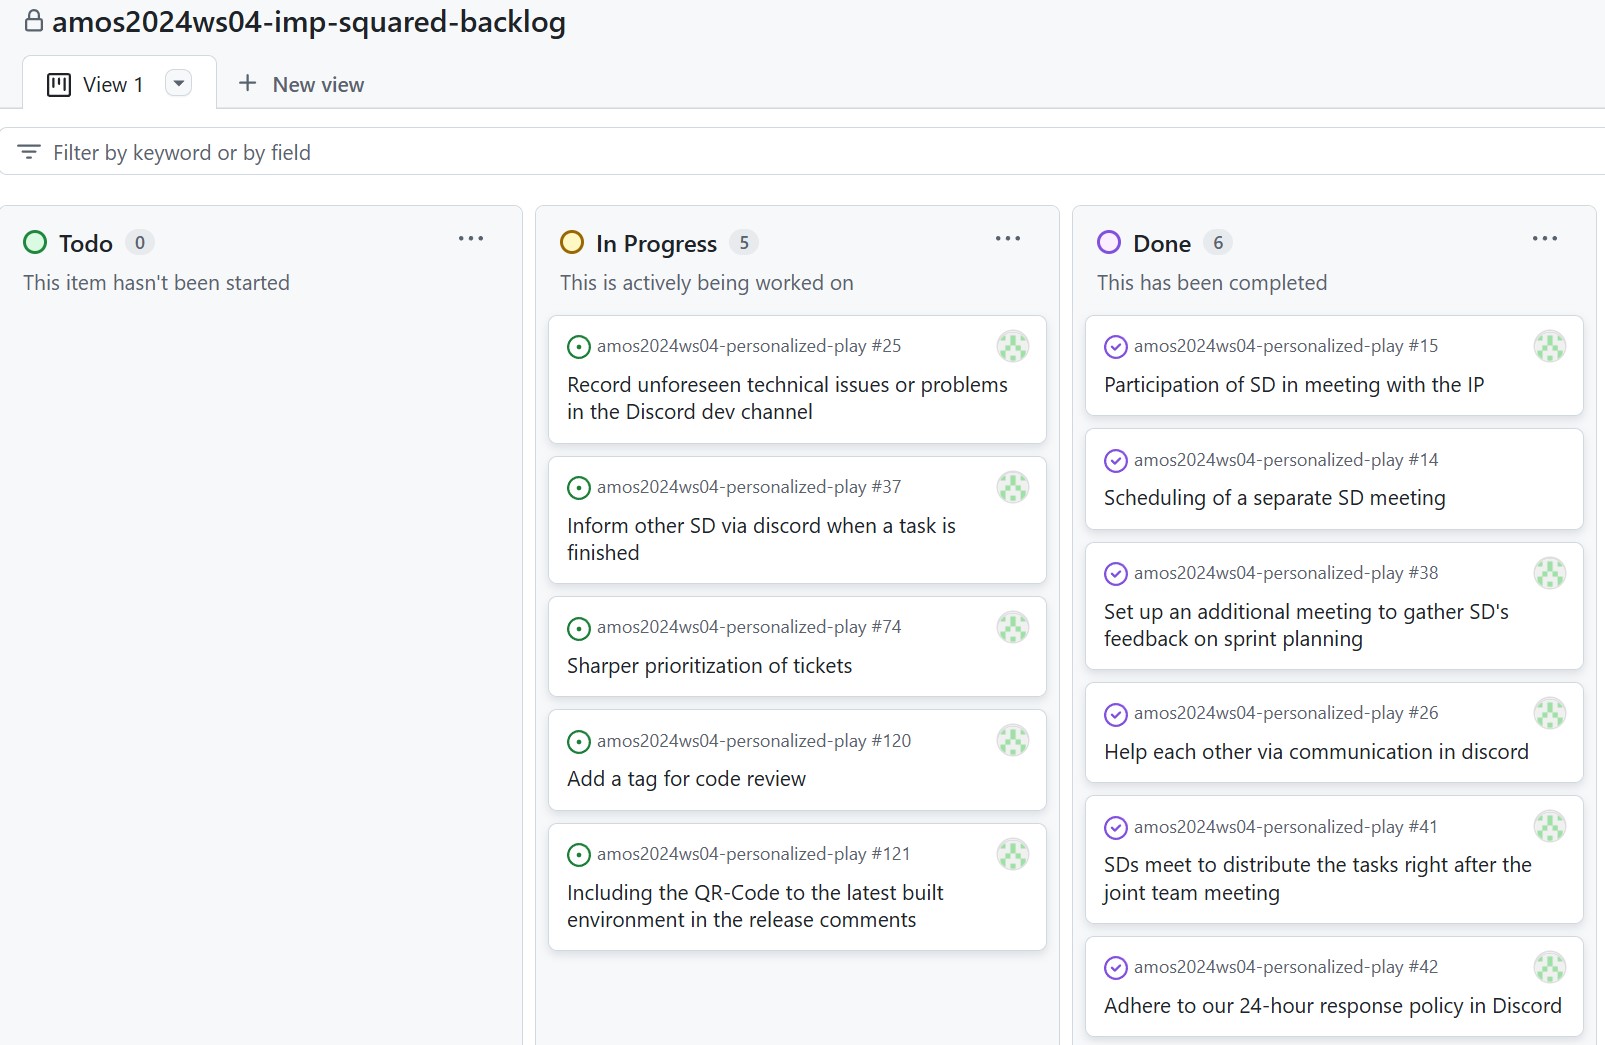 amos2024ws04-imp-squared-backlog
View 1
New view
Filter by keyword or by field
Todo 0
This item hasn't been started
In Progress 5
This is actively being worked on
amos2024ws04-personalized-play #25
Record unforeseen technical issues or problems
in the Discord dev channel
amos2024ws04-personalized-play #37
Inform other SD via discord when a task is
finished
amos2024ws04-personalized-play #74
Sharper prioritization of tickets
amos2024ws04-personalized-play #120
Add a tag for code review
amos2024ws04-personalized-play #121
Including the QR-Code to the latest built
environment in the release comments
Done 6
This has been completed
amos2024ws04-personalized-play #15
Participation of SD in meeting with the IP
amos2024ws04-personalized-play #14
Scheduling of a separate SD meeting
amos2024ws04-personalized-play #38
Set up an additional meeting to gather SD's
feedback on sprint planning
amos2024ws04-personalized-play #26
Help each other via communication in discord
amos2024ws04-personalized-play #41
SDs meet to distribute the tasks right after the
joint team meeting
amos2024ws04-personalized-play #42
Adhere to our 24-hour response policy in Discord